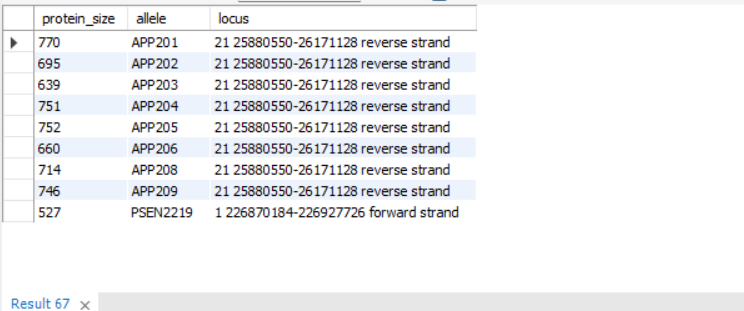 protein_size allele locus
770 APP201 21 25880550-26171128 reverse strand
695 APP202 21 25880550-26171128 reverse strand
639 APP203 21 25880550-26171128 reverse strand
751 APP204 21 25880550-26171128 reverse strand
752 APP205 21 25880550-26171128 reverse strand
660 APP206 21 25880550-26171128 reverse strand
714 APP208 21 25880550-26171128 reverse strand
746 APP209 21 25880550-26171128 reverse strand
527 PSEN2219 1 226870184-226927726 forward strand
Result 67